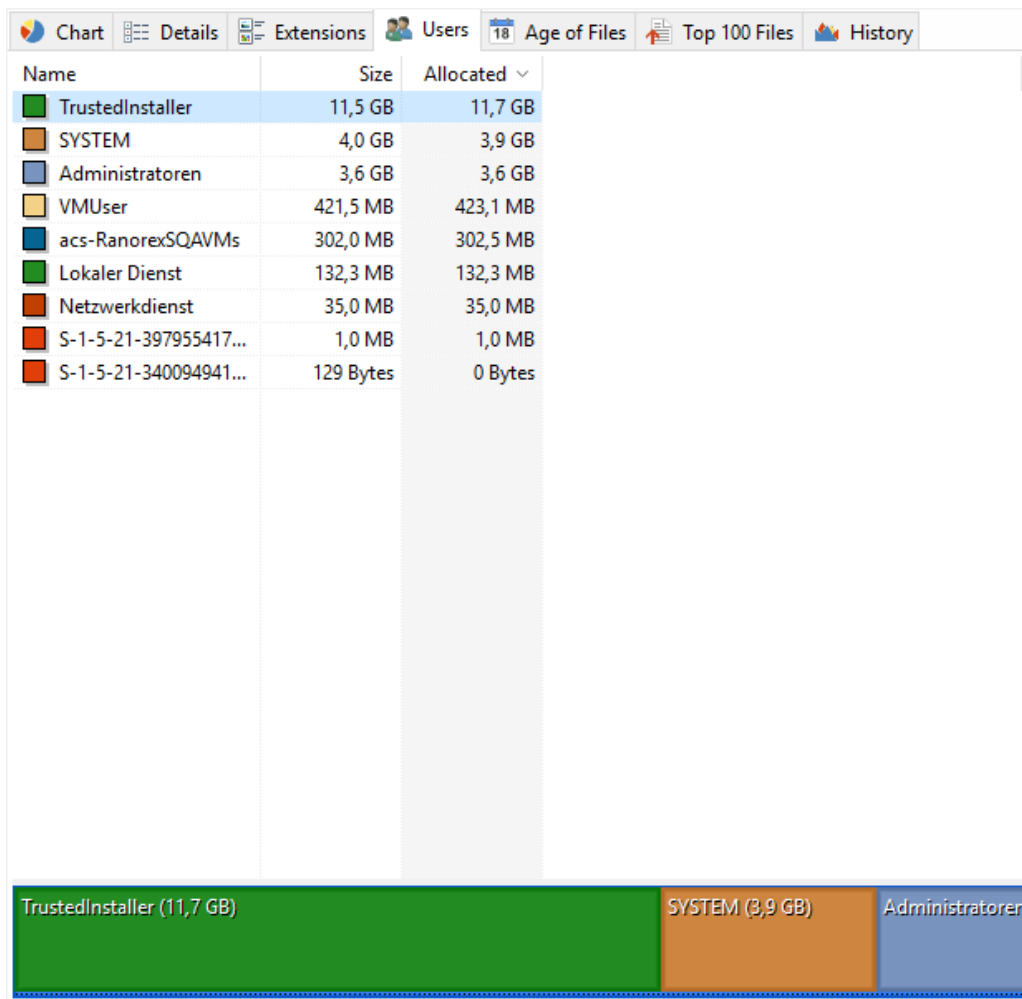 Chart Details Extensions Users 18 Age of Files Top 100 Files History
Name Size Allocated
TrustedInstaller 11,5 GB 11,7 GB
SYSTEM 4,0 GB 3,9 GB
Administratoren 3,6 GB 3,6 GB
VMUser 421,5 MB 423,1 MB
acs-RanorexSQAVMs 302,0 MB 302,5 MB
Lokaler Dienst 132,3 MB 132,3 MB
Netzwerkdienst 35,0 MB 35,0 MB
S-1-5-21-397955417... 1,0 MB 1,0 MB
S-1-5-21-340094941... 129 Bytes 0 Bytes
TrustedInstaller (11,7 GB) SYSTEM (3,9 GB) Administratoren